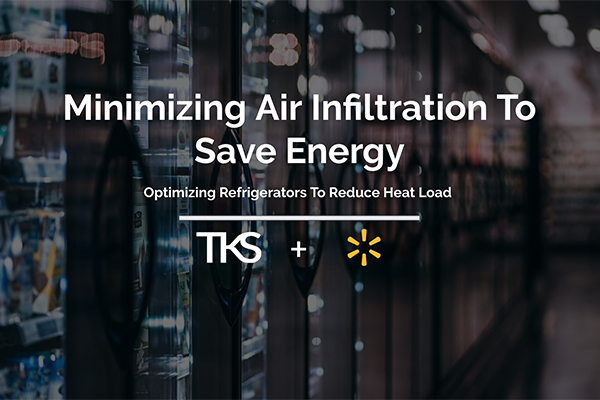 Minimizing Air Infiltration To
Save Energy
Optimizing Refrigerators To Reduce Heat Load
TKS +